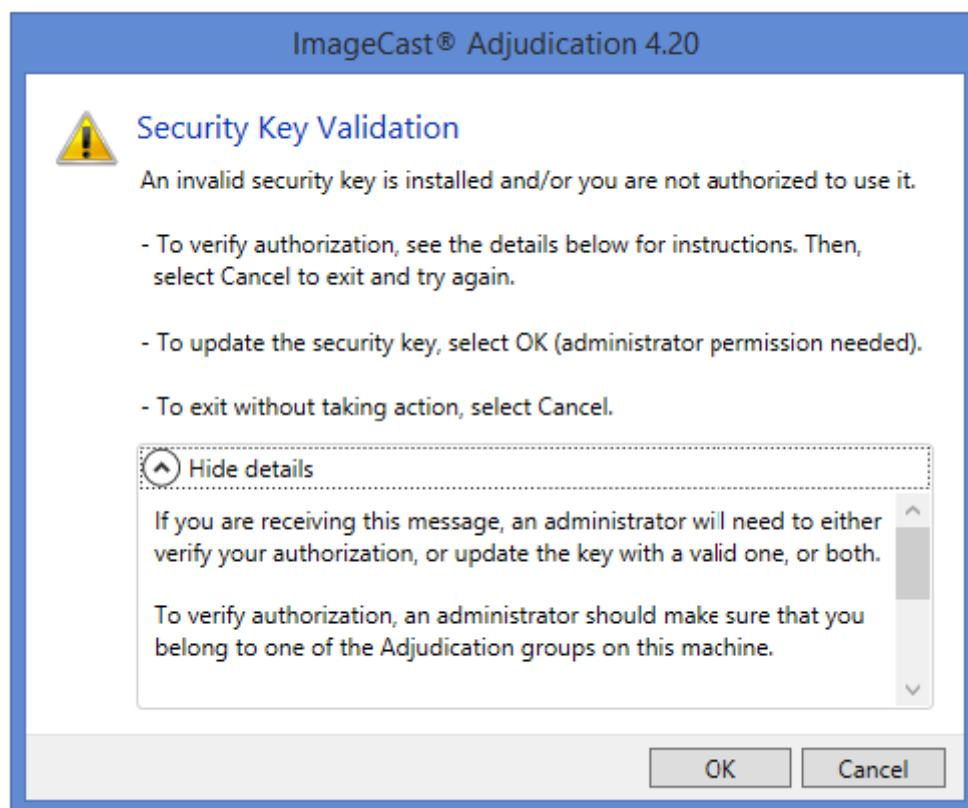 ImageCast® Adjudication 4.20
Security Key Validation
An invalid security key is installed and/or you are not authorized to use it.
- To verify authorization, see the details below for instructions. Then,
select Cancel to exit and try again.
- To update the security key, select OK (administrator permission needed).
- To exit without taking action, select Cancel.
Hide details
If you are receiving this message, an administrator will need to either
verify your authorization, or update the key with a valid one, or both.
To verify authorization, an administrator should make sure that you
belong to one of the Adjudication groups on this machine.
OK Cancel